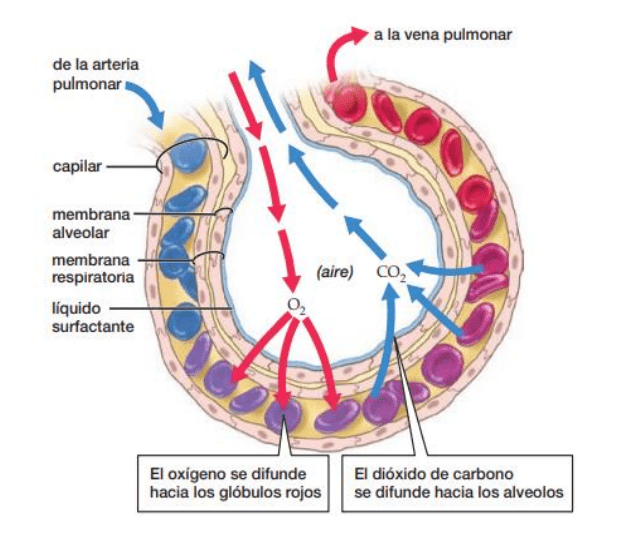 a la vena pulmonar
de la arteria
pulmonar
capilar
membrana
alveolar
membrana
respiratoria
líquido
surfactante
(aire)
CO₂
O₂
El oxígeno se difunde
hacia los glóbulos rojos
El dióxido de carbono
se difunde hacia los alveolos